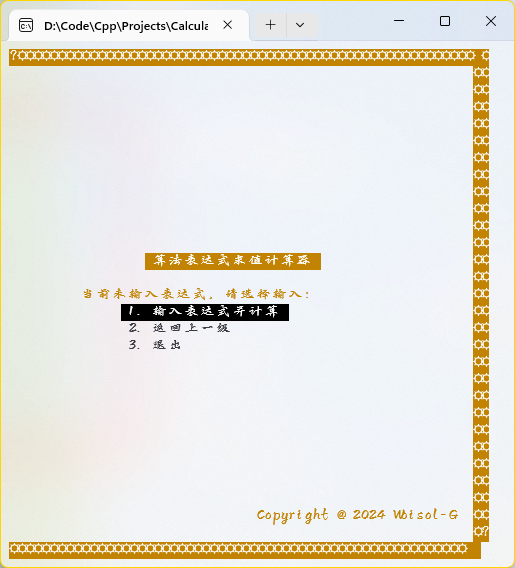 D:\Code\Cpp\Projects\Calcula
算法表达式求值计算器
当前未输入表达式，请选择输入：
1. 输入表达式并计算
2. 返回上一级
3. 退出
Copyright @ 2024 Wbisol-G